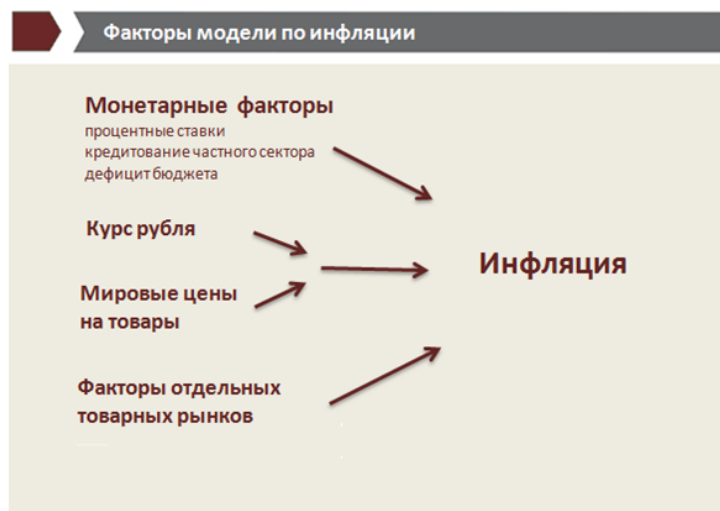 Факторы модели по инфляции
Монетарные факторы
процентные ставки
кредитование частного сектора
дефицит бюджета
Курс рубля
Инфляция
Мировые цены
на товары
Факторы отдельных
товарных рынков